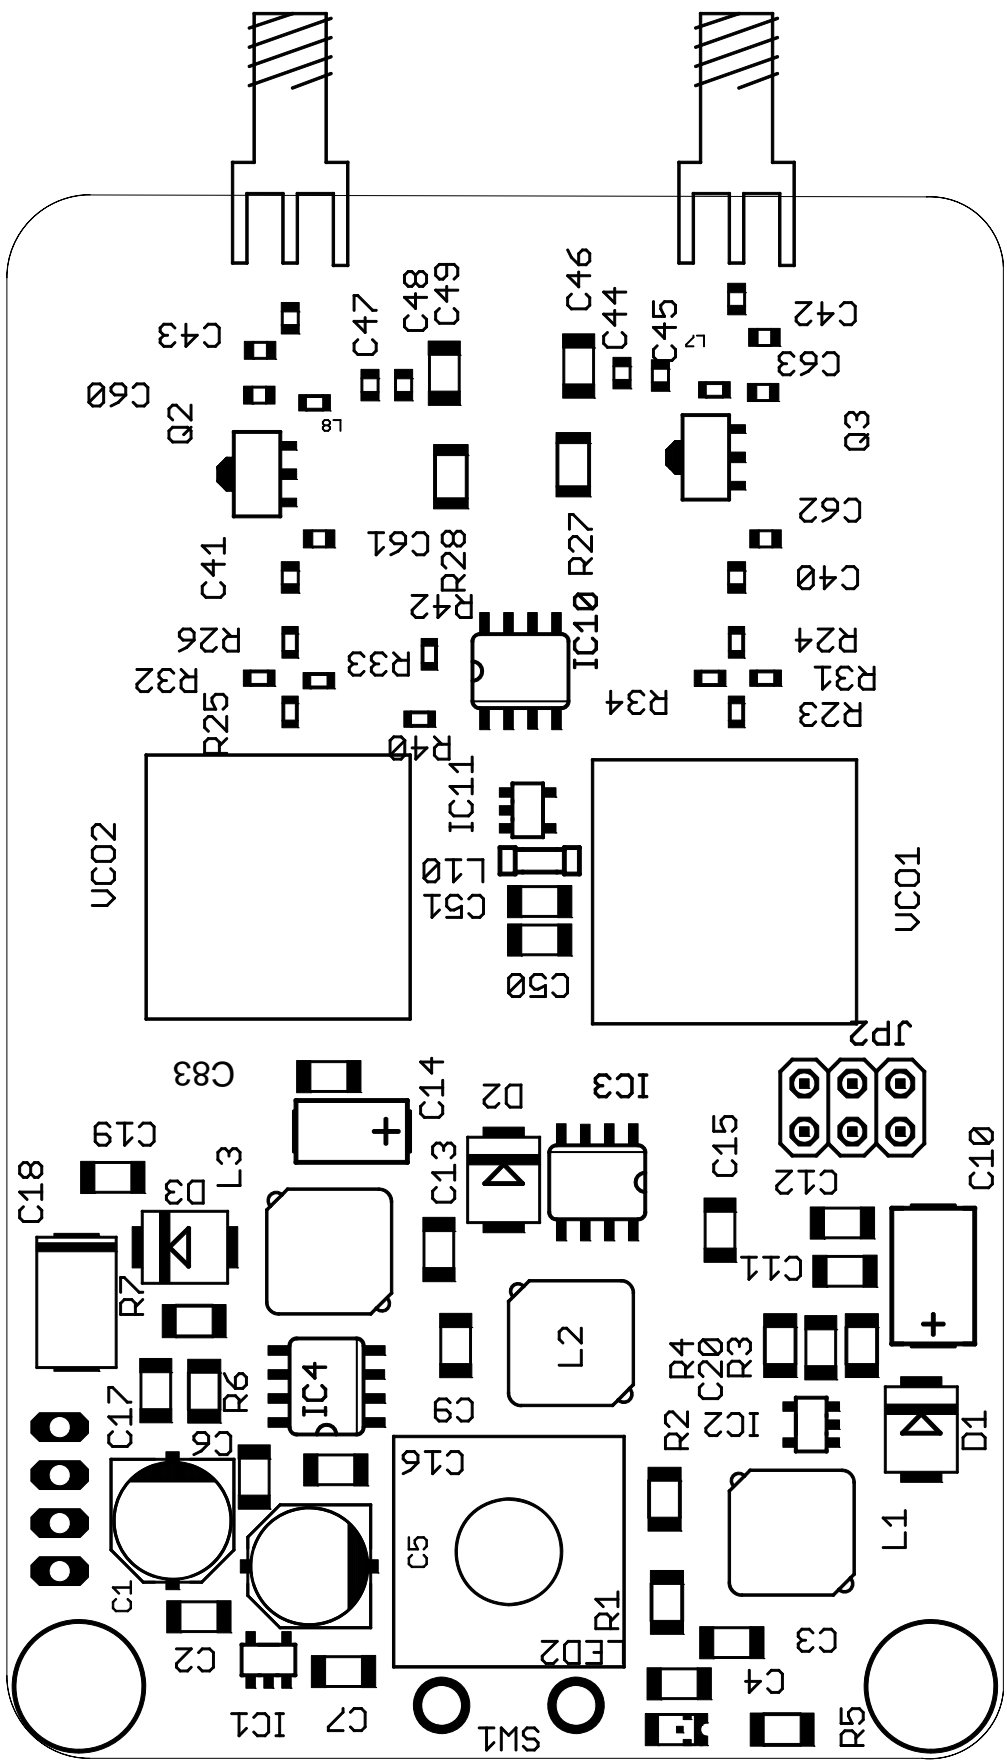 C46
C49
C48
C47
C44
C45
L7
C42
C43
C63
C60
Q2
L8
Q3
C62
C41
C61
R28
R27
C40
R42
IC10
R26
R33
R24
R32
R31
R34
R23
R25
R40
IC11
VCO2
L10
VCO1
C51
C50
JP2
C83
C14
D2
IC3
C19
C15
C10
C18
L3
C13
D3
C12
R7
C11
L2
R4
C20
R3
IC4
R6
C17
C9
R2
IC2
D1
C6
C16
L1
C5
C1
R1
C2
LED2
C3
C4
IC1
C7
SW1
R5
+
+